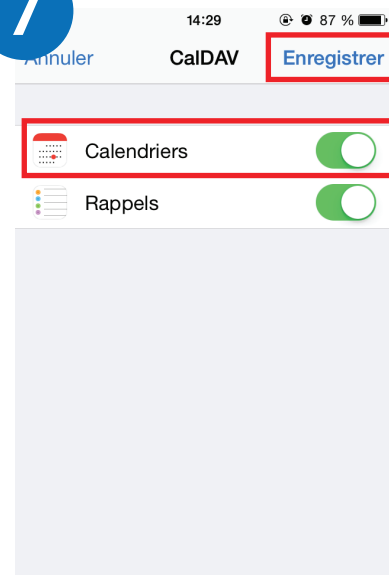 7
14:29 87 %
Annuler CalDAV Enregistrer
Calendriers
Rappels